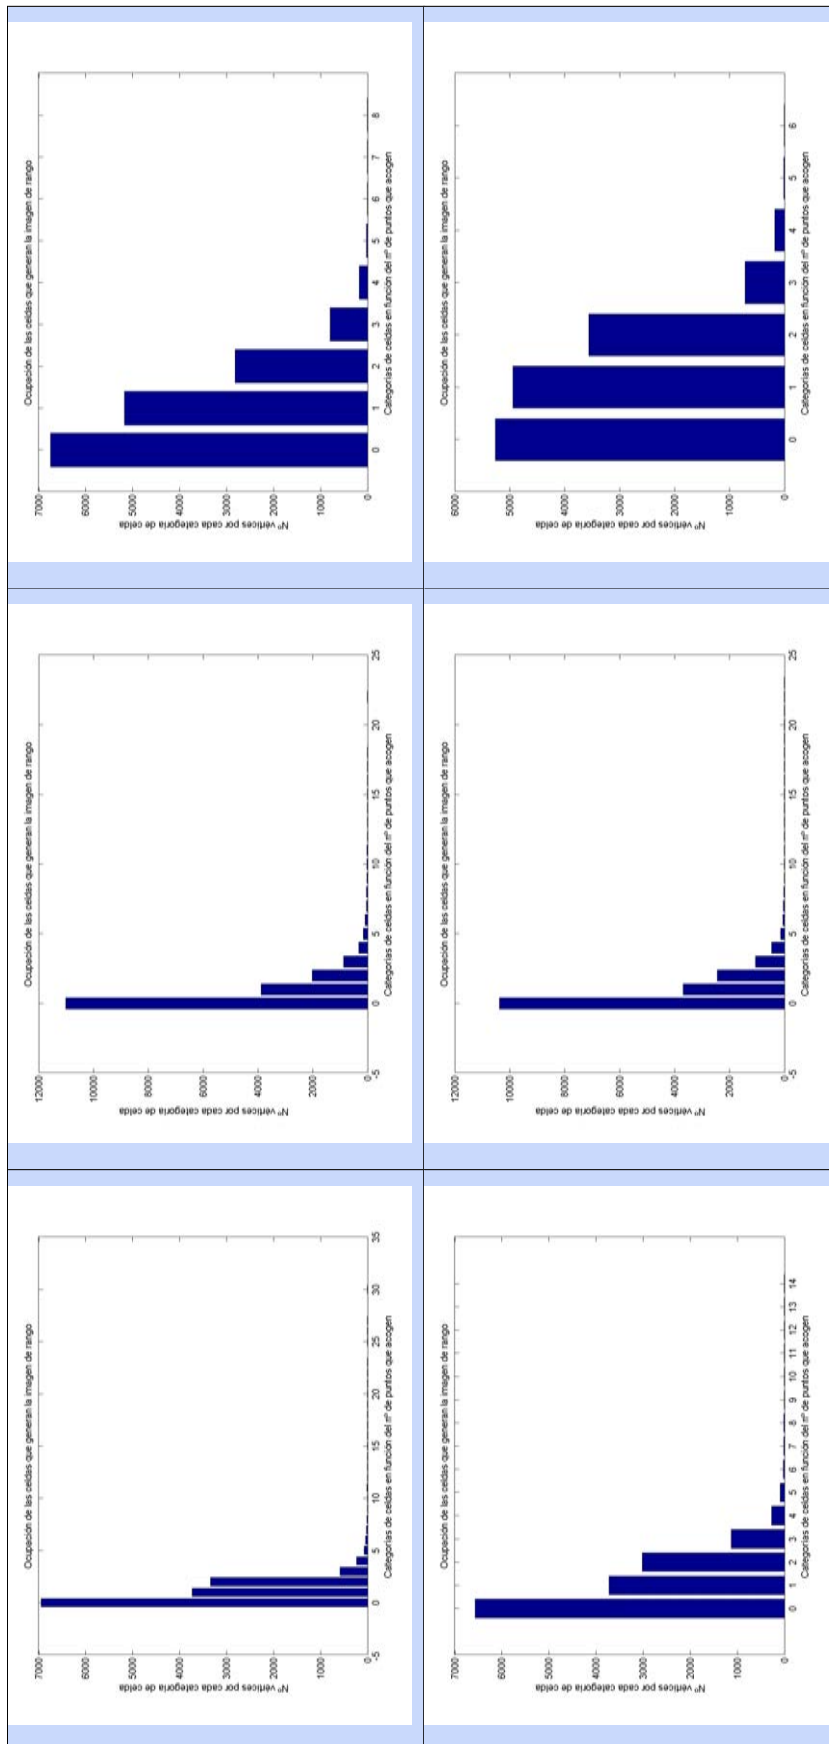 Ocupación de las celdas que generan la imagen de rango
Nº vértices por cada categoría de celda
7000
6000
5000
4000
3000
2000
1000
0
-5 0 5 10 15 20 25 30 35
Categorías de celdas en función del nº de puntos que acogen
Ocupación de las celdas que generan la imagen de rango
Nº vértices por cada categoría de celda
12000
10000
8000
6000
4000
2000
0
-5 0 5 10 15 20 25
Categorías de celdas en función del nº de puntos que acogen
Ocupación de las celdas que generan la imagen de rango
Nº vértices por cada categoría de celda
7000
6000
5000
4000
3000
2000
1000
0
0 1 2 3 4 5 6 7 8
Categorías de celdas en función del nº de puntos que acogen
Ocupación de las celdas que generan la imagen de rango
Nº vértices por cada categoría de celda
7000
6000
5000
4000
3000
2000
1000
0
0 1 2 3 4 5 6 7 8 9 10 11 12 13 14
Categorías de celdas en función del nº de puntos que acogen
Ocupación de las celdas que generan la imagen de rango
Nº vértices por cada categoría de celda
12000
10000
8000
6000
4000
2000
0
-5 0 5 10 15 20 25
Categorías de celdas en función del nº de puntos que acogen
Ocupación de las celdas que generan la imagen de rango
Nº vértices por cada categoría de celda
6000
5000
4000
3000
2000
1000
0
0 1 2 3 4 5 6
Categorías de celdas en función del nº de puntos que acogen